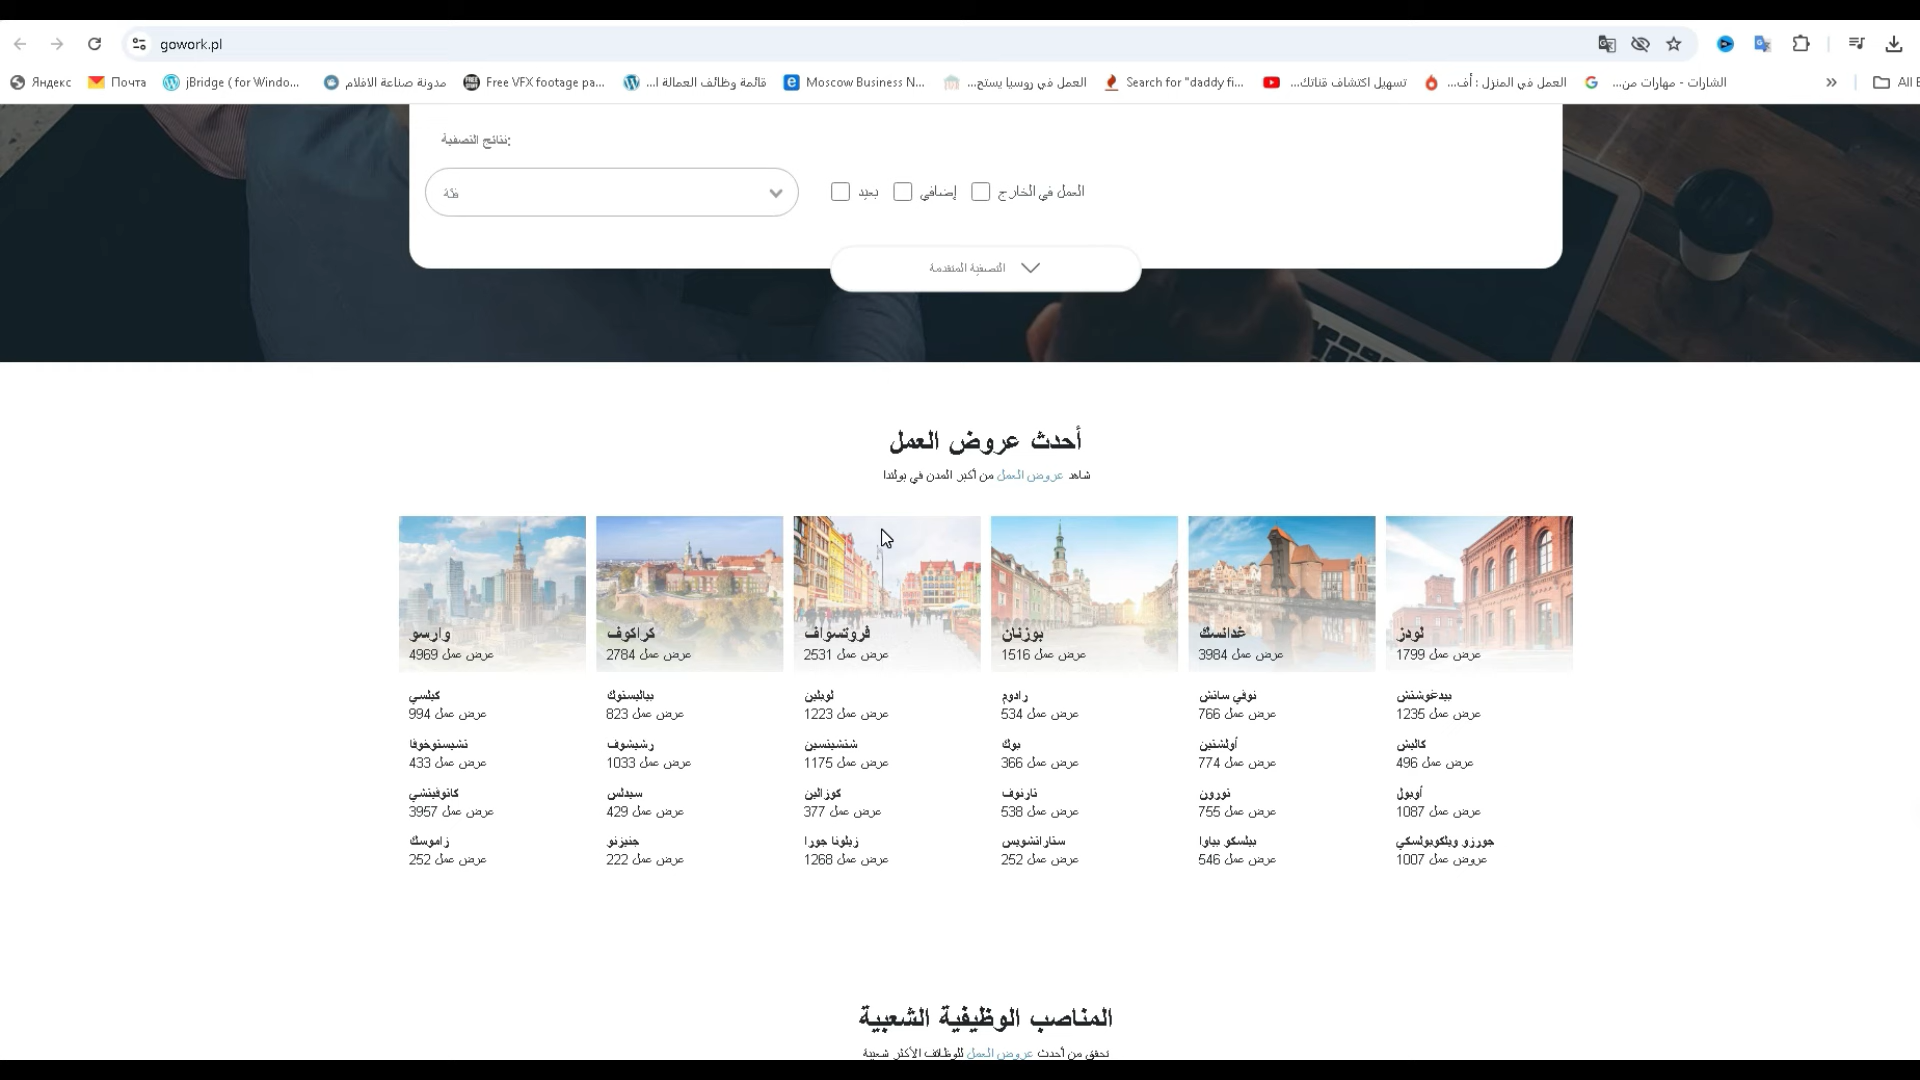 gowork.pl
Яндекс
Почта
jBridge ( for Windo...
مدونة صناعة الافلام
Free VFX footage pa...
قائمة وظائف العمالة ا...
Moscow Business N...
العمل في روسيا يستح...
Search for "daddy fi...
تسهيل اكتشاف قناتك...
العمل في المنزل : أف...
الشارات - مهارات من...
»
All
نتائج التصفية:
فئة
بعيد
إضافي
العمل في الخارج
التصفية المتقدمة
أحدث عروض العمل
شاهد عروض العمل من أكبر المدن في بولندا
وارسو
4969 عرض عمل
كراكوف
2784 عرض عمل
فروتسواف
2531 عرض عمل
بوزنان
1516 عرض عمل
غدانسك
3984 عرض عمل
لودز
1799 عرض عمل
كيلسي
994 عرض عمل
بياليستوك
823 عرض عمل
لوبلين
1223 عرض عمل
رادوم
534 عرض عمل
نوفي ساتش
766 عرض عمل
بيدغوشتش
1235 عرض عمل
تشيستوخوفا
433 عرض عمل
رشيشوف
1033 عرض عمل
شتشيتسين
1175 عرض عمل
بوك
366 عرض عمل
أولشتين
774 عرض عمل
كاليش
496 عرض عمل
كاتوفيتشي
3957 عرض عمل
سيدلس
429 عرض عمل
كوزالين
377 عرض عمل
تارنوف
538 عرض عمل
تورون
755 عرض عمل
أوبول
1087 عرض عمل
زاموسك
252 عرض عمل
جنيزنو
222 عرض عمل
زيلونا جورا
1268 عرض عمل
ستاراتشويس
252 عرض عمل
بيلسكو بياوا
546 عرض عمل
جورزو ويلكوبولسكي
1007 عروض عمل
المناصب الوظيفية الشعبية
تحقق من أحدث عروض العمل للوظائف الأكثر شعبية